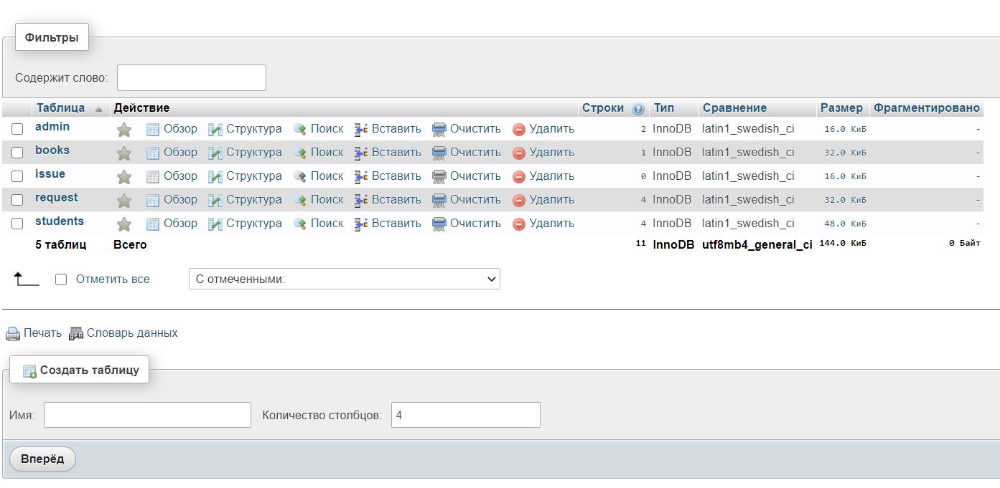 Фильтры
Содержит слово:
Таблица Действие Строки Тип Сравнение Размер Фрагментировано
admin Обзор Структура Поиск Вставить Очистить Удалить 2 InnoDB latin1_swedish_ci 16.0 КиБ -
books Обзор Структура Поиск Вставить Очистить Удалить 1 InnoDB latin1_swedish_ci 32.0 КиБ -
issue Обзор Структура Поиск Вставить Очистить Удалить 0 InnoDB latin1_swedish_ci 16.0 КиБ -
request Обзор Структура Поиск Вставить Очистить Удалить 4 InnoDB latin1_swedish_ci 32.0 КиБ -
students Обзор Структура Поиск Вставить Очистить Удалить 4 InnoDB latin1_swedish_ci 48.0 КиБ -
5 таблиц Всего 11 InnoDB utf8mb4_general_ci 144.0 КиБ 0 Байт
Отметить все С отмеченными:
Печать Словарь данных
Создать таблицу
Имя: Количество столбцов: 4
Вперёд